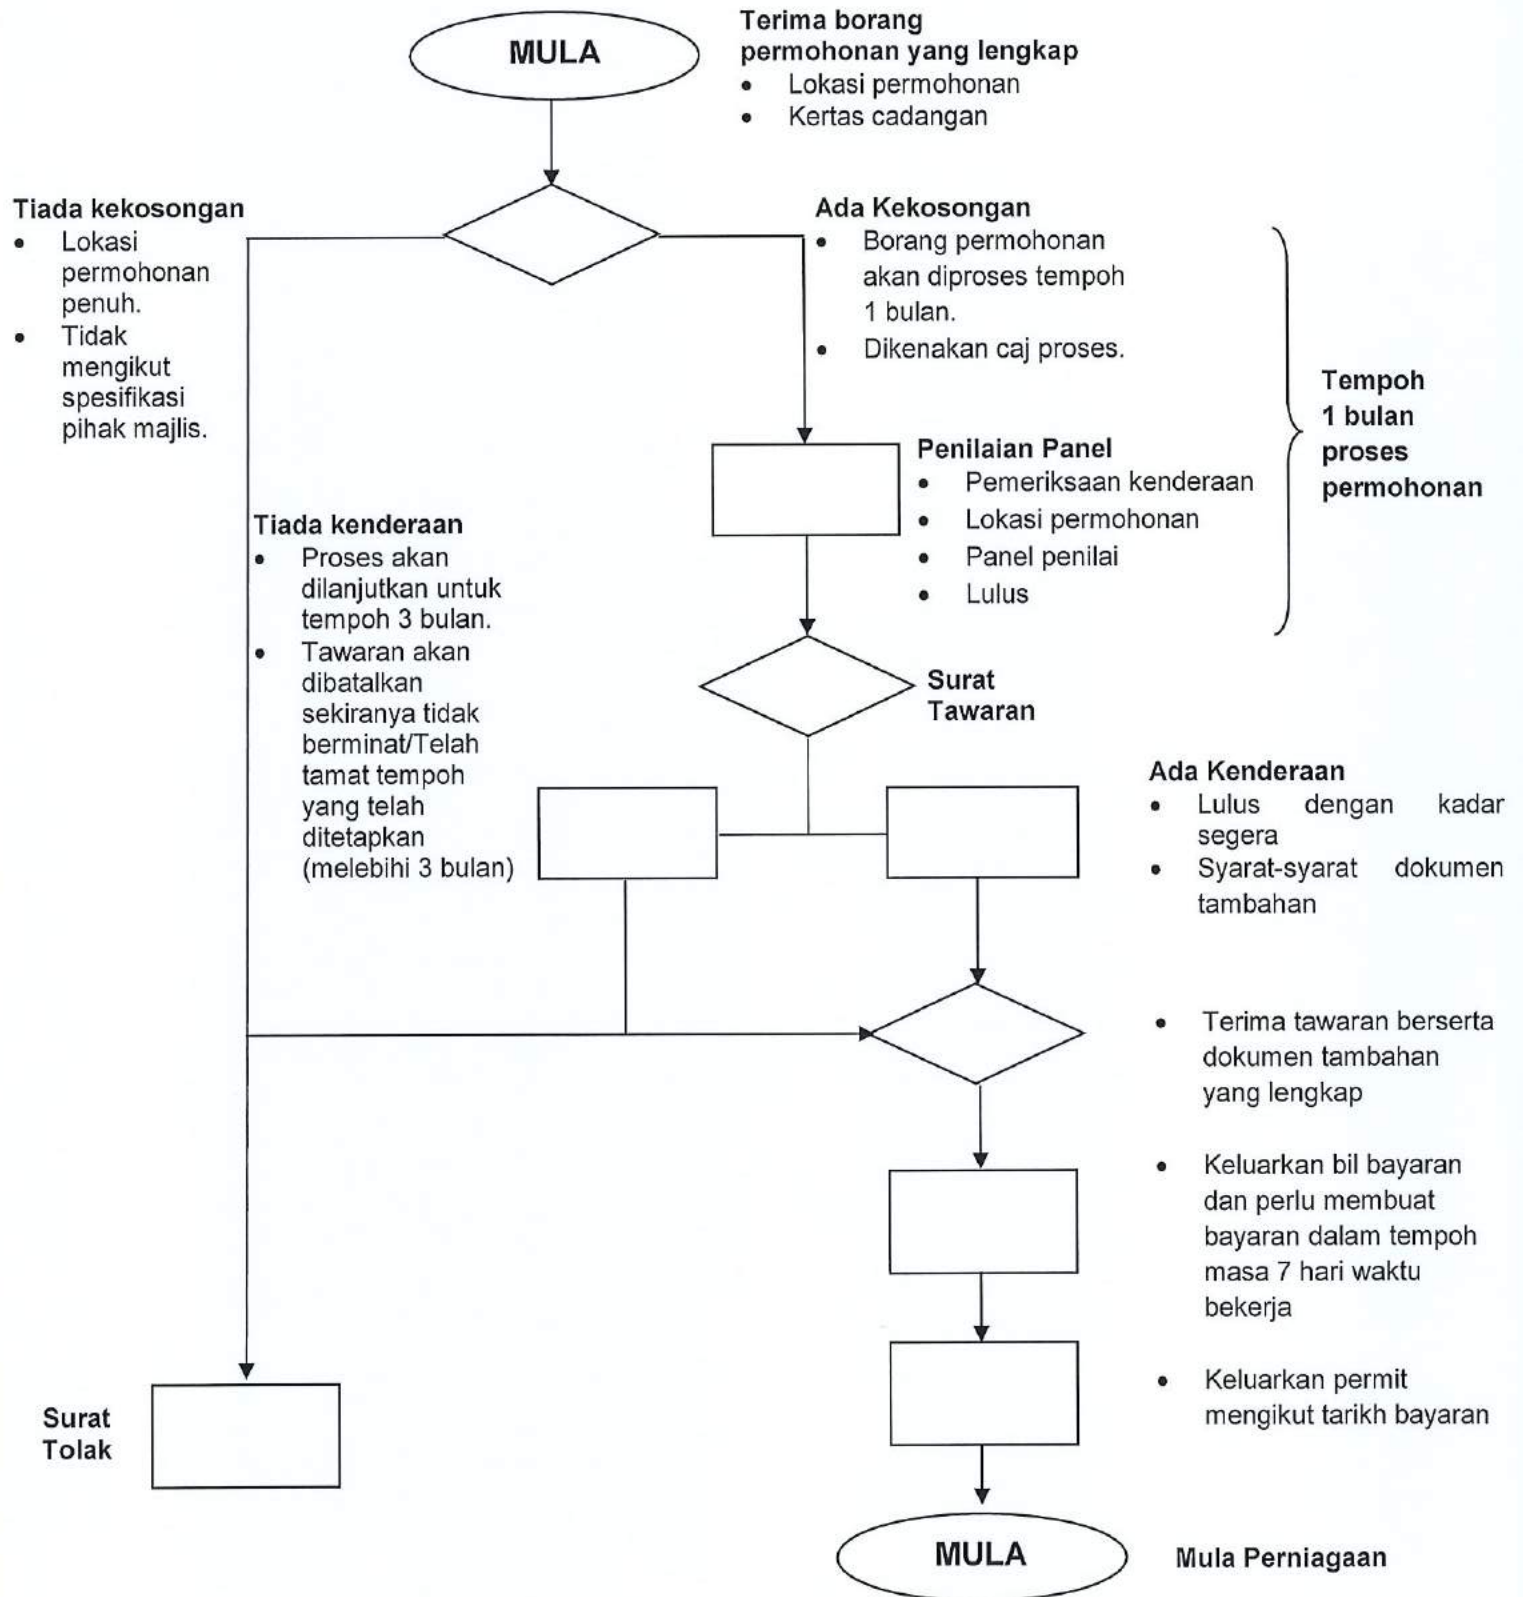 MULA
Terima borang
permohonan yang lengkap
• Lokasi permohonan
• Kertas cadangan
Tiada kekosongan
• Lokasi
permohonan
penuh.
• Tidak
mengikut
spesifikasi
pihak majlis.
Ada Kekosongan
• Borang permohonan
akan diproses tempoh
1 bulan.
• Dikenakan caj proses.
Tempoh
1 bulan
proses
permohonan
Penilaian Panel
• Pemeriksaan kenderaan
• Lokasi permohonan
• Panel penilai
• Lulus
Tiada kenderaan
• Proses akan
dilanjutkan untuk
tempoh 3 bulan.
• Tawaran akan
dibatalkan
sekiranya tidak
berminat/Telah
tamat tempoh
yang telah
ditetapkan
(melebihi 3 bulan)
Surat
Tawaran
Ada Kenderaan
• Lulus dengan kadar
segera
• Syarat-syarat dokumen
tambahan
• Terima tawaran berserta
dokumen tambahan
yang lengkap
• Keluarkan bil bayaran
dan perlu membuat
bayaran dalam tempoh
masa 7 hari waktu
bekerja
• Keluarkan permit
mengikut tarikh bayaran
Surat
Tolak
MULA
Mula Perniagaan